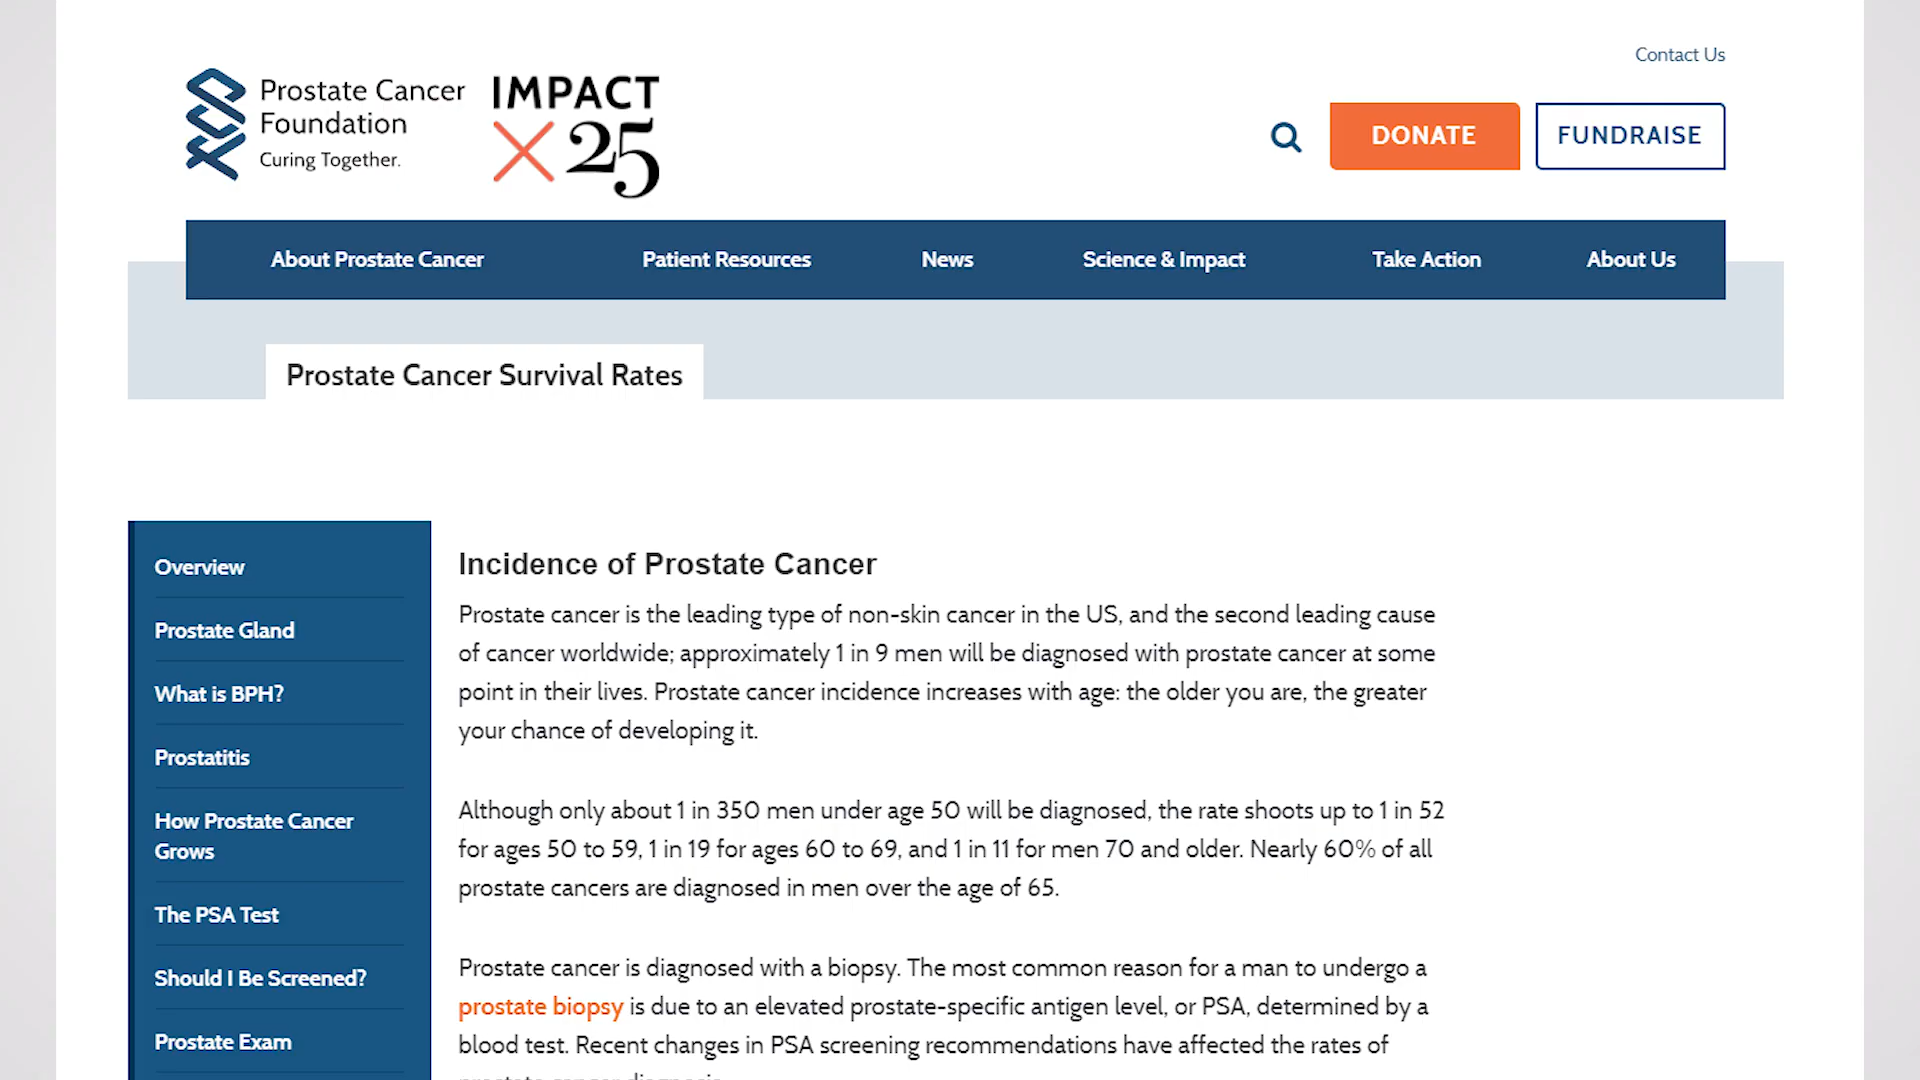 Contact Us
Prostate Cancer
Foundation
Curing Together.
IMPACT
X 25
DONATE
FUNDRAISE
About Prostate Cancer
Patient Resources
News
Science & Impact
Take Action
About Us
Prostate Cancer Survival Rates
Overview
Prostate Gland
What is BPH?
Prostatitis
How Prostate Cancer
Grows
The PSA Test
Should I Be Screened?
Prostate Exam
Incidence of Prostate Cancer
Prostate cancer is the leading type of non-skin cancer in the US, and the second leading cause
of cancer worldwide; approximately 1 in 9 men will be diagnosed with prostate cancer at some
point in their lives. Prostate cancer incidence increases with age: the older you are, the greater
your chance of developing it.
Although only about 1 in 350 men under age 50 will be diagnosed, the rate shoots up to 1 in 52
for ages 50 to 59, 1 in 19 for ages 60 to 69, and 1 in 11 for men 70 and older. Nearly 60% of all
prostate cancers are diagnosed in men over the age of 65.
Prostate cancer is diagnosed with a biopsy. The most common reason for a man to undergo a
prostate biopsy is due to an elevated prostate-specific antigen level, or PSA, determined by a
blood test. Recent changes in PSA screening recommendations have affected the rates of